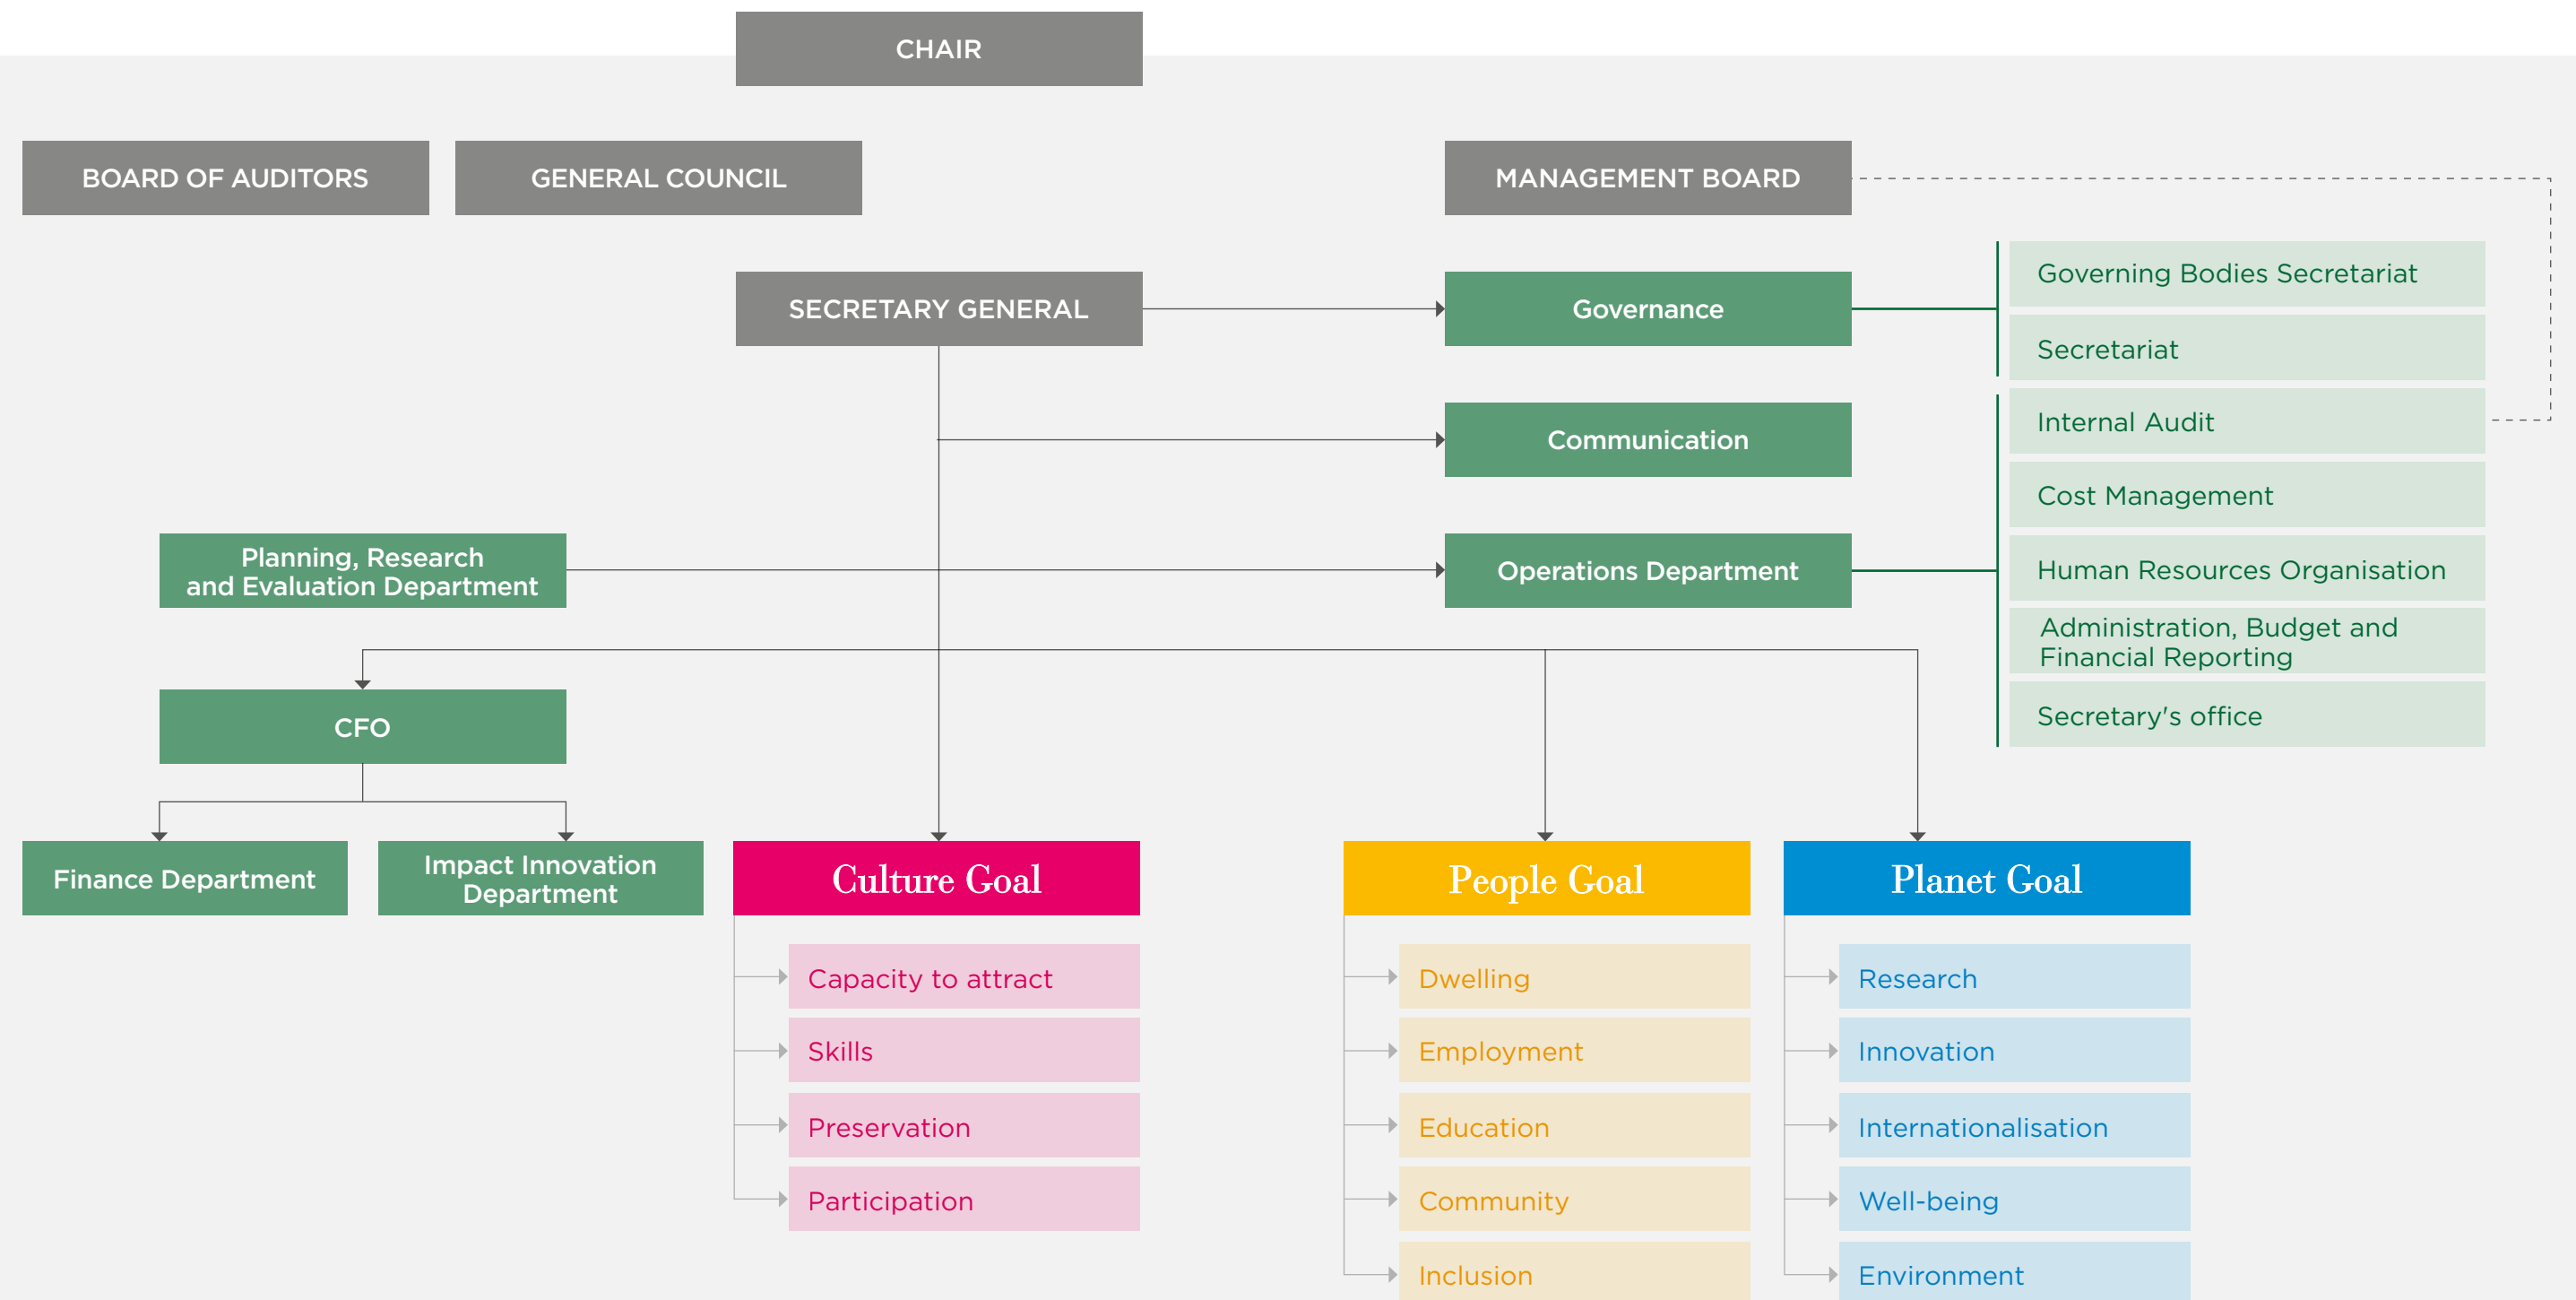 CHAIR
BOARD OF AUDITORS
GENERAL COUNCIL
MANAGEMENT BOARD
SECRETARY GENERAL
Governance
Governing Bodies Secretariat
Secretariat
Communication
Internal Audit
Cost Management
Planning, Research
and Evaluation Department
Operations Department
Human Resources Organisation
Administration, Budget and
Financial Reporting
Secretary's office
CFO
Finance Department
Impact Innovation
Department
Culture Goal
Capacity to attract
Skills
Preservation
Participation
People Goal
Dwelling
Employment
Education
Community
Inclusion
Planet Goal
Research
Innovation
Internationalisation
Well-being
Environment